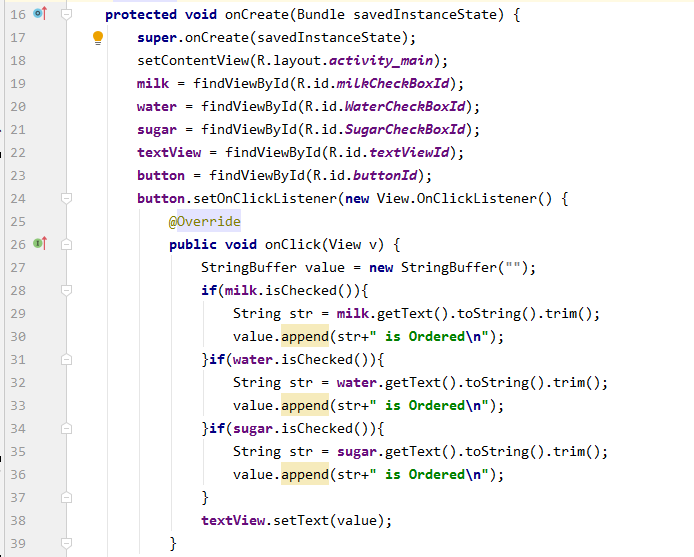 16 protected void onCreate(Bundle savedInstanceState) {
17 super.onCreate(savedInstanceState);
18 setContentView(R.layout.activity_main);
19 milk = findViewById(R.id.milkCheckBoxId);
20 water = findViewById(R.id.WaterCheckBoxId);
21 sugar = findViewById(R.id.SugarCheckBoxId);
22 textView = findViewById(R.id.textViewId);
23 button = findViewById(R.id.buttonId);
24 button.setOnClickListener(new View.OnClickListener() {
25 @Override
26 public void onClick(View v) {
27 StringBuffer value = new StringBuffer("");
28 if(milk.isChecked()){
29 String str = milk.getText().toString().trim();
30 value.append(str+" is Ordered\n");
31 }if(water.isChecked()){
32 String str = water.getText().toString().trim();
33 value.append(str+" is Ordered\n");
34 }if(sugar.isChecked()){
35 String str = sugar.getText().toString().trim();
36 value.append(str+" is Ordered\n");
37 }
38 textView.setText(value);
39 }